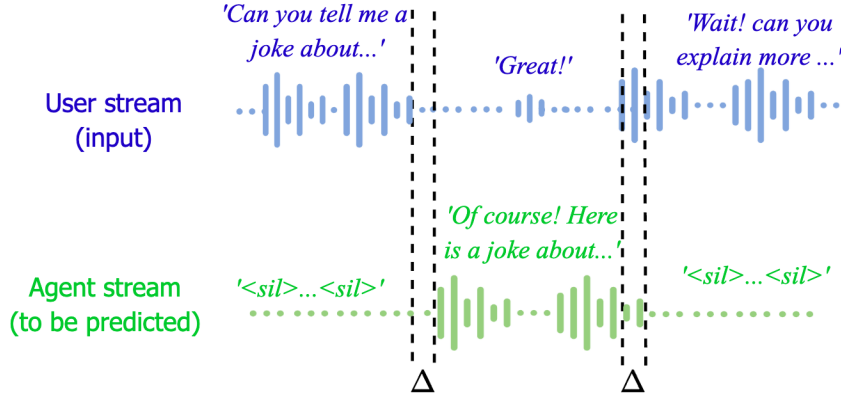 'Can you tell me a
joke about...'
'Great!'
'Wait! can you
explain more ...'
User stream
(input)
'Of course! Here
is a joke about...'
'<sil>...<sil>'
'<sil>...<sil>'
Agent stream
(to be predicted)
Δ
Δ